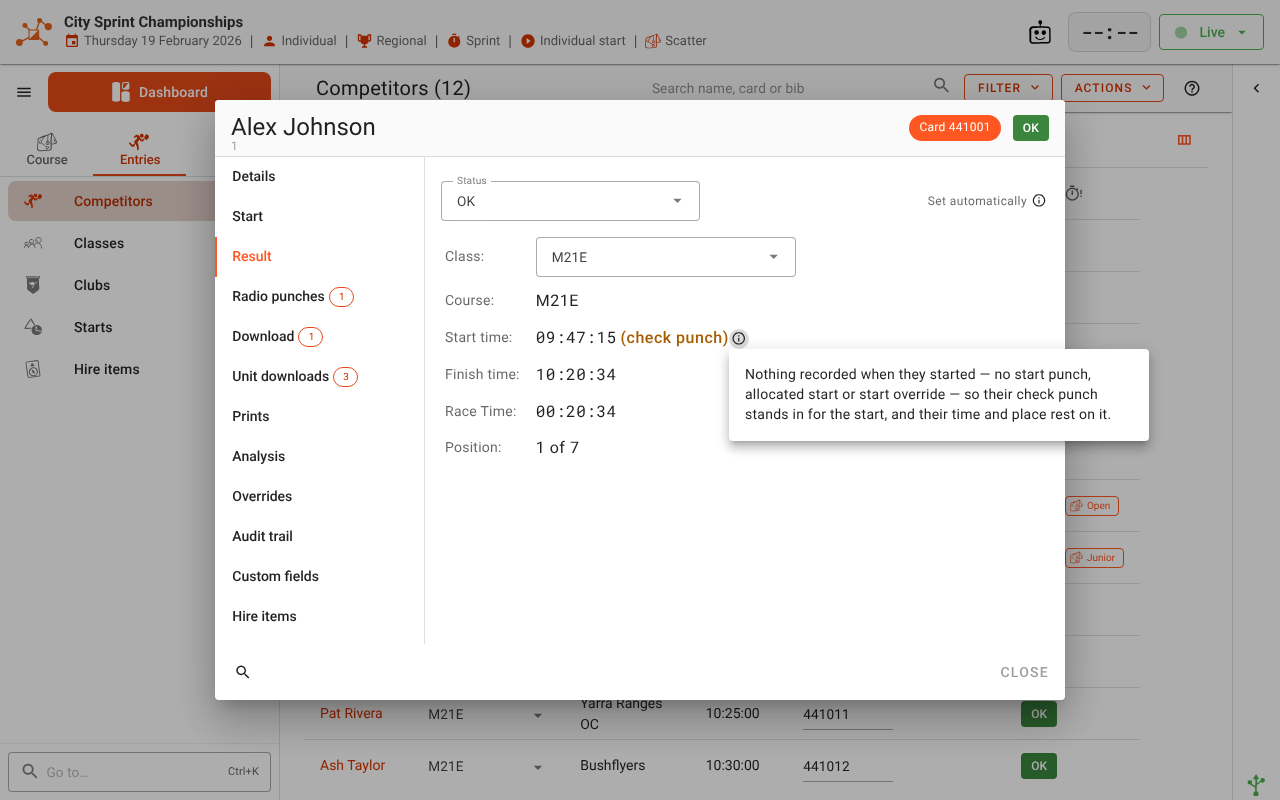 City Sprint Championships
Thursday 19 February 2026 | Individual | Regional | Sprint | Individual start | Scatter
--:--
Live
Dashboard
Competitors (12)
Search name, card or bib
FILTER
ACTIONS
Course
Entries
Competitors
Classes
Clubs
Starts
Hire items
Alex Johnson
1
Card 441001
OK
Details
Start
Result
Radio punches 1
Download 1
Unit downloads 3
Prints
Analysis
Overrides
Audit trail
Custom fields
Hire items
Status
OK
Set automatically
Class: M21E
Course: M21E
Start time: 09:47:15 (check punch)
Finish time: 10:20:34
Race Time: 00:20:34
Position: 1 of 7
Nothing recorded when they started — no start punch,
allocated start or start override — so their check punch
stands in for the start, and their time and place rest on it.
Open
Junior
CLOSE
Pat Rivera M21E Yarra Ranges OC 10:25:00 441011 OK
Ash Taylor M21E Bushflyers 10:30:00 441012 OK
Go to... Ctrl+K